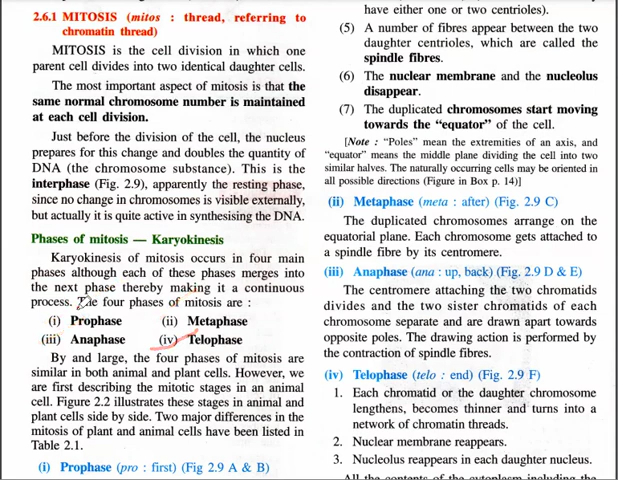 2.6.1 MITOSIS (mitos : thread, referring to
chromatin thread)
MITOSIS is the cell division in which one
parent cell divides into two identical daughter cells.
The most important aspect of mitosis is that the
same normal chromosome number is maintained
at each cell division.
Just before the division of the cell, the nucleus
prepares for this change and doubles the quantity of
DNA (the chromosome substance). This is the
interphase (Fig. 2.9), apparently the resting phase,
since no change in chromosomes is visible externally,
but actually it is quite active in synthesising the DNA.
Phases of mitosis — Karyokinesis
Karyokinesis of mitosis occurs in four main
phases although each of these phases merges into
the next phase thereby making it a continuous
process. The four phases of mitosis are :
(i) Prophase (ii) Metaphase
(iii) Anaphase (iv) Telophase
By and large, the four phases of mitosis are
similar in both animal and plant cells. However, we
are first describing the mitotic stages in an animal
cell. Figure 2.2 illustrates these stages in animal and
plant cells side by side. Two major differences in the
mitosis of plant and animal cells have been listed in
Table 2.1.
(i) Prophase (pro : first) (Fig 2.9 A & B)
have either one or two centrioles).
(5) A number of fibres appear between the two
daughter centrioles, which are called the
spindle fibres.
(6) The nuclear membrane and the nucleolus
disappear.
(7) The duplicated chromosomes start moving
towards the “equator” of the cell.
[Note : “Poles” mean the extremities of an axis, and
“equator” means the middle plane dividing the cell into two
similar halves. The naturally occurring cells may be oriented in
all possible directions (Figure in Box p. 14)]
(ii) Metaphase (meta : after) (Fig. 2.9 C)
The duplicated chromosomes arrange on the
equatorial plane. Each chromosome gets attached to
a spindle fibre by its centromere.
(iii) Anaphase (ana : up, back) (Fig. 2.9 D & E)
The centromere attaching the two chromatids
divides and the two sister chromatids of each
chromosome separate and are drawn apart towards
opposite poles. The drawing action is performed by
the contraction of spindle fibres.
(iv) Telophase (telo : end) (Fig. 2.9 F)
1. Each chromatid or the daughter chromosome
lengthens, becomes thinner and turns into a
network of chromatin threads.
2. Nuclear membrane reappears.
3. Nucleolus reappears in each daughter nucleus.
All the contents of the cytoplasm including the